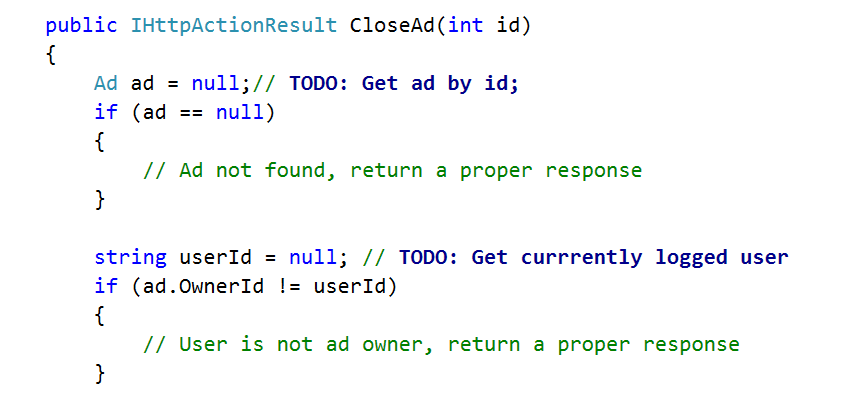 public IHttpActionResult CloseAd(int id)
{
Ad ad = null;// TODO: Get ad by id;
if (ad == null)
{
// Ad not found, return a proper response
}
string userId = null; // TODO: Get currrently logged user
if (ad.OwnerId != userId)
{
// User is not ad owner, return a proper response
}